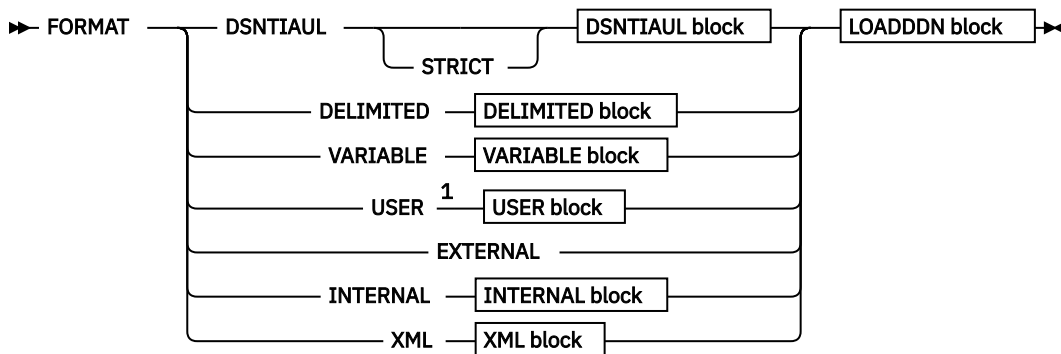 FORMAT DSNTIAUL DSNTIAUL block LOADDDN block
STRICT
DELIMITED DELIMITED block
VARIABLE VARIABLE block
USER 1 USER block
EXTERNAL
INTERNAL INTERNAL block
XML XML block